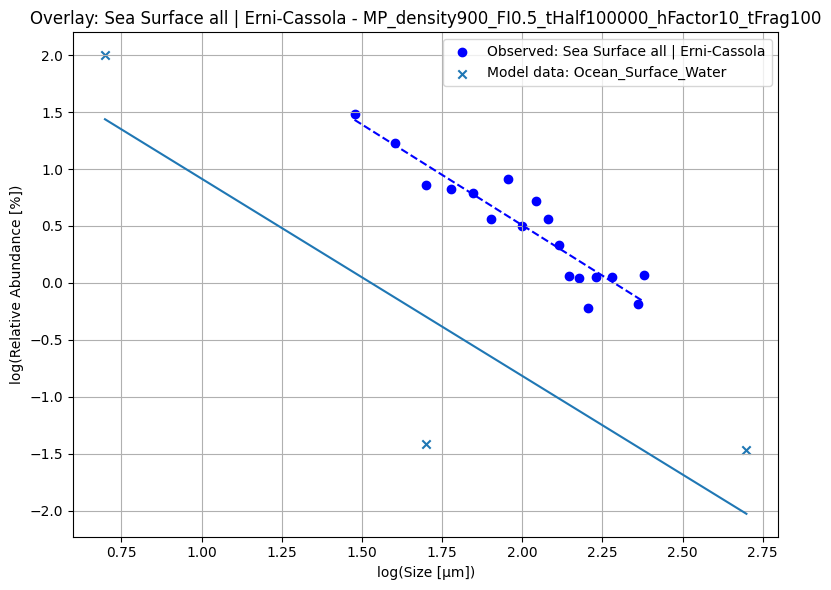 Overlay: Sea Surface all | Erni-Cassola - MP_density900_FI0.5_tHalf100000_hFactor10_tFrag100
Observed: Sea Surface all | Erni-Cassola
Model data: Ocean_Surface_Water
2.0
1.5
1.0
0.5
0.0
−0.5
−1.0
−1.5
−2.0
log(Relative Abundance [%])
0.75 1.00 1.25 1.50 1.75 2.00 2.25 2.50 2.75
log(Size [μm])